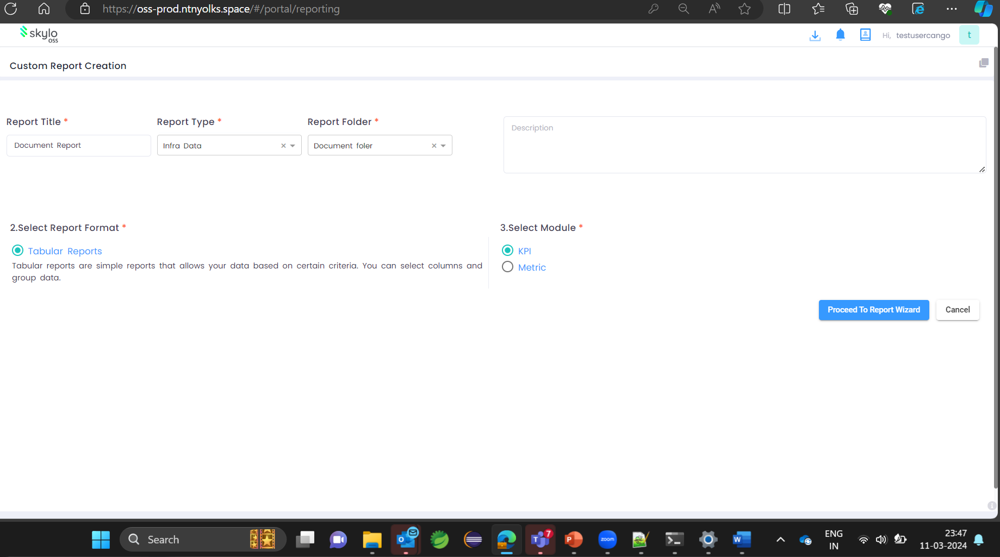 https://oss-prod.ntnyolks.space/#/portal/reporting
skylo
oss
Hi, testusercango
t
Custom Report Creation
Report Title *
Report Type *
Report Folder *
Document Report
Infra Data
Document foler
Description
2.Select Report Format *
3.Select Module *
Tabular Reports
KPI
Tabular reports are simple reports that allows your data based on certain criteria. You can select columns and
group data.
Metric
Proceed To Report Wizard
Cancel
Search
7
zoom
ENG
IN
23:47
11-03-2024